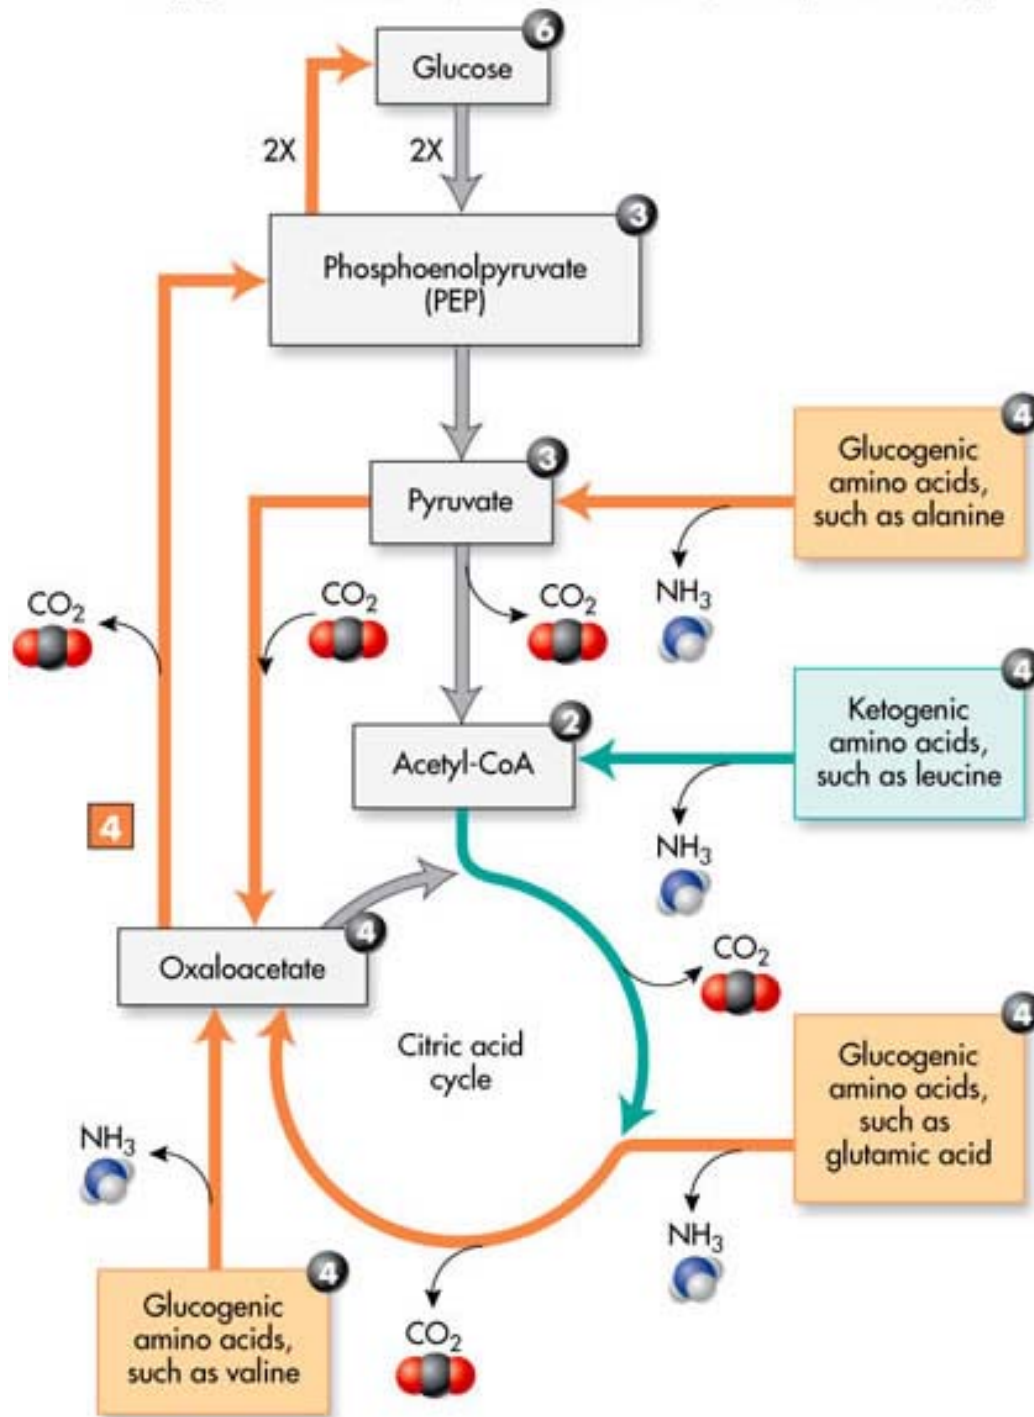 6
Glucose
2X
2X
3
Phosphoenolpyruvate
(PEP)
3
Pyruvate
4
Glucogenic
amino acids,
such as alanine
CO₂
CO₂
CO₂
NH₃
2
Acetyl-CoA
4
Ketogenic
amino acids,
such as leucine
4
NH₃
4
Oxaloacetate
CO₂
Citric acid
cycle
4
Glucogenic
amino acids,
such as
glutamic acid
NH₃
NH₃
4
Glucogenic
amino acids,
such as valine
CO₂